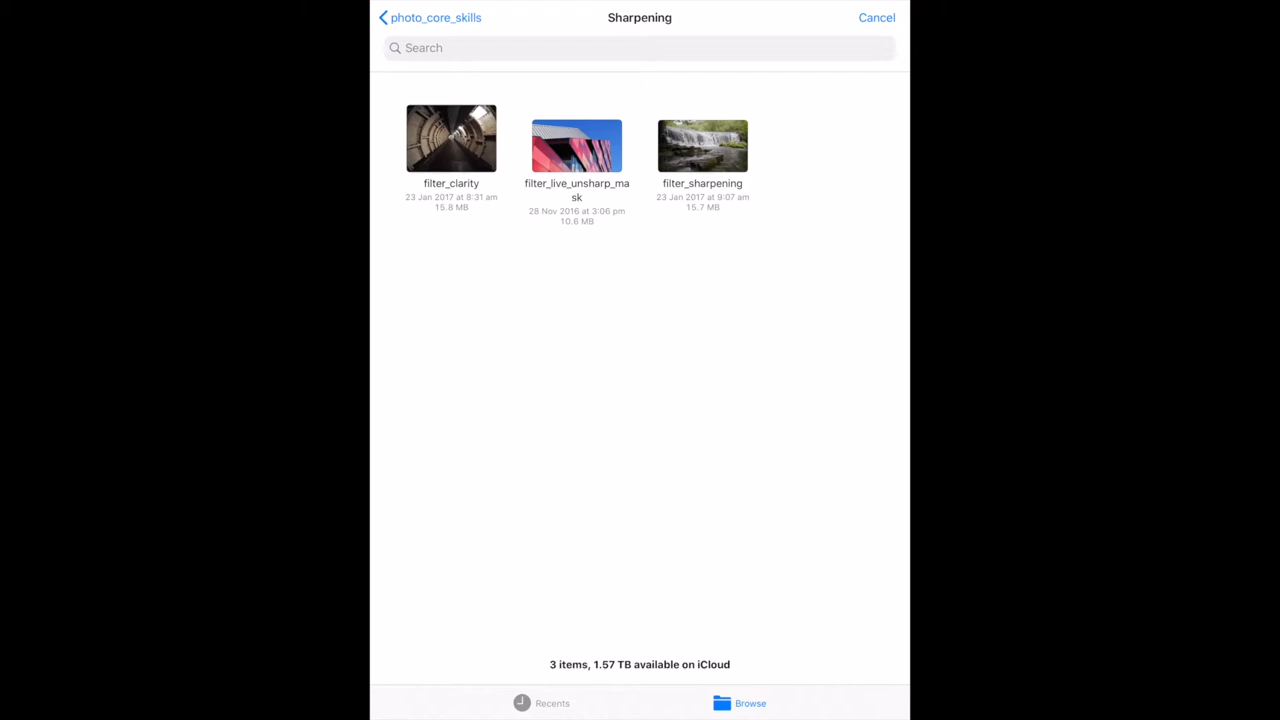 photo_core_skills
Sharpening
Cancel
Search
filter_clarity
23 Jan 2017 at 8:31 am
15.8 MB
filter_live_unsharp_ma
sk
28 Nov 2016 at 3:06 pm
10.6 MB
filter_sharpening
23 Jan 2017 at 9:07 am
15.7 MB
3 items, 1.57 TB available on iCloud
Recents
Browse